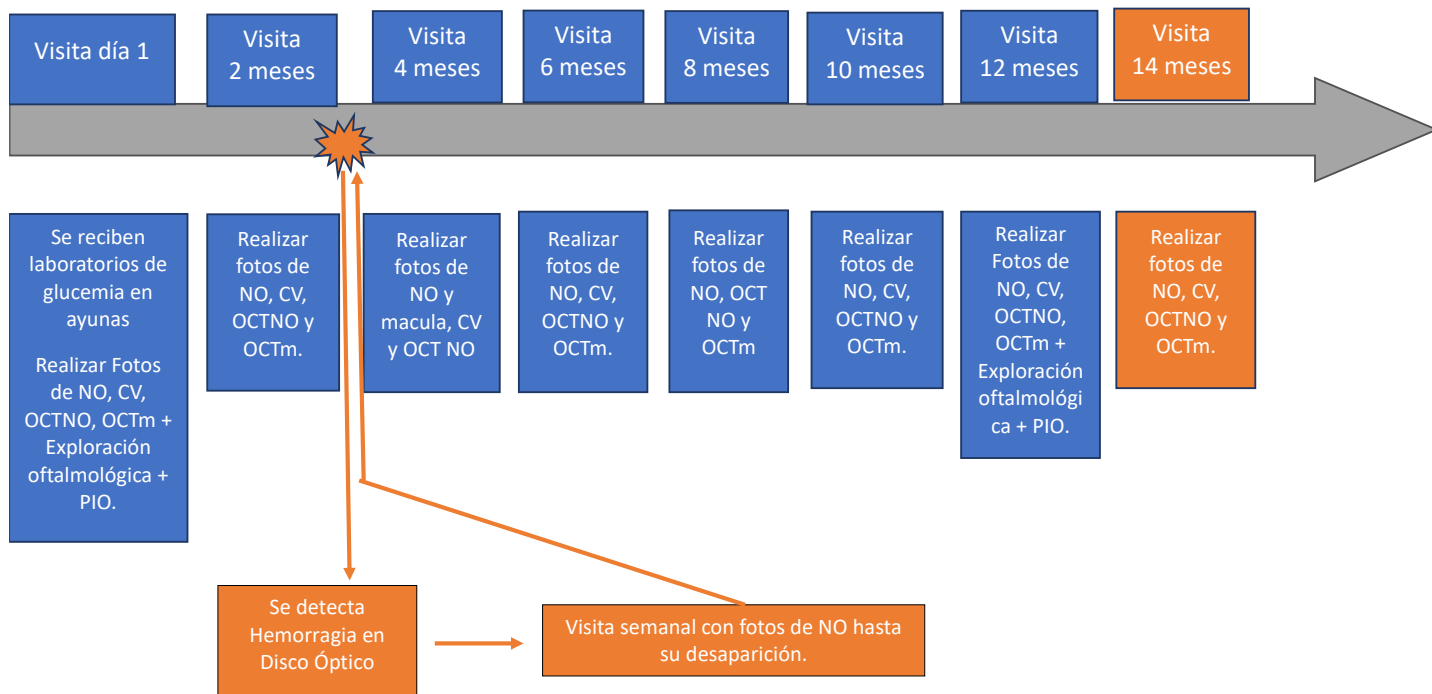 Visita día 1
Visita
2 meses
Visita
4 meses
Visita
6 meses
Visita
8 meses
Visita
10 meses
Visita
12 meses
Visita
14 meses
Se reciben
laboratorios de
glucemia en
ayunas
Realizar Fotos
de NO, CV,
OCTNO, OCTm +
Exploración
oftalmológica +
PIO.
Realizar
fotos de
NO, CV,
OCTNO y
OCTm.
Realizar
fotos de
NO y
macula, CV
y OCT NO
Realizar
fotos de
NO, CV,
OCTNO y
OCTm.
Realizar
fotos de
NO, OCT
NO y
OCTm
Realizar
fotos de
NO, CV,
OCTNO y
OCTm.
Realizar
Fotos de
NO, CV,
OCTNO,
OCTm +
Exploración
oftalmológi
ca + PIO.
Realizar
fotos de
NO, CV,
OCTNO y
OCTm.
Se detecta
Hemorragia en
Disco Óptico
Visita semanal con fotos de NO hasta
su desaparición.